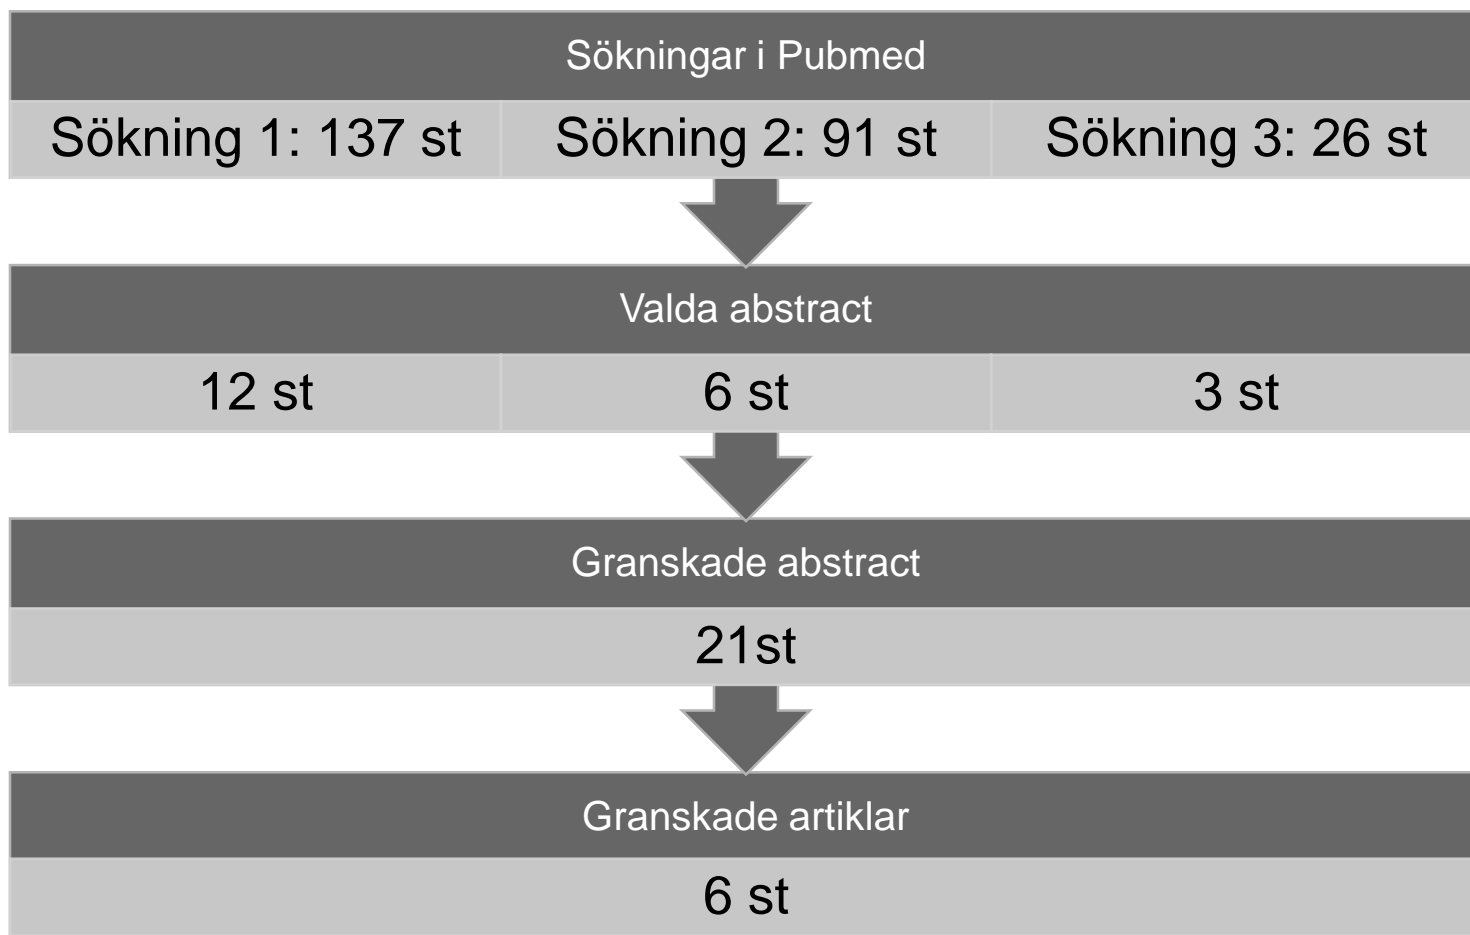 Sökningar i Pubmed
Sökning 1: 137 st Sökning 2: 91 st Sökning 3: 26 st
Valda abstract
12 st 6 st 3 st
Granskade abstract
21st
Granskade artiklar
6 st